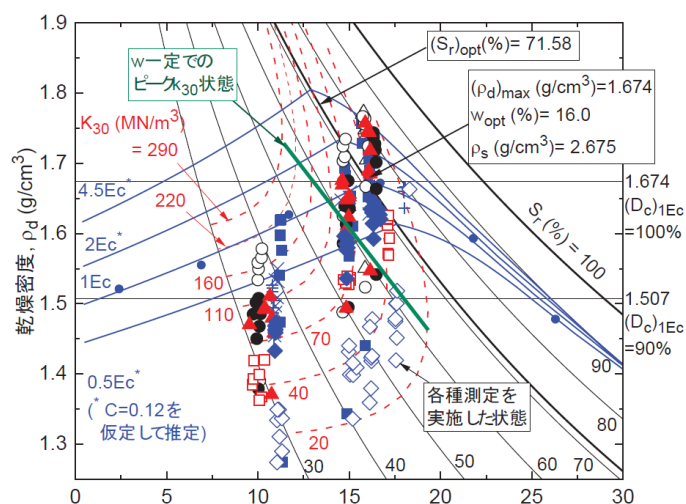 1.9
1.8
1.7
1.6
1.5
1.4
1.3
乾燥密度, ρd (g/cm³)
w一定での
ピークk30状態
K30 (MN/m³)
= 290
220
160
110
70
40
20
4.5Ec*
2Ec*
1Ec
0.5Ec*
(*C=0.12を
仮定して推定)
(Sr)opt(%)= 71.58
(ρd)max (g/cm³)=1.674
wopt (%)= 16.0
ρs (g/cm³)= 2.675
Sr(%)= 100
1.674
(Dc)1Ec
=100%
1.507
(Dc)1Ec
=90%
各種測定を
実施した状態
30
40
50
60
70
80
90
0
5
10
15
20
25
30